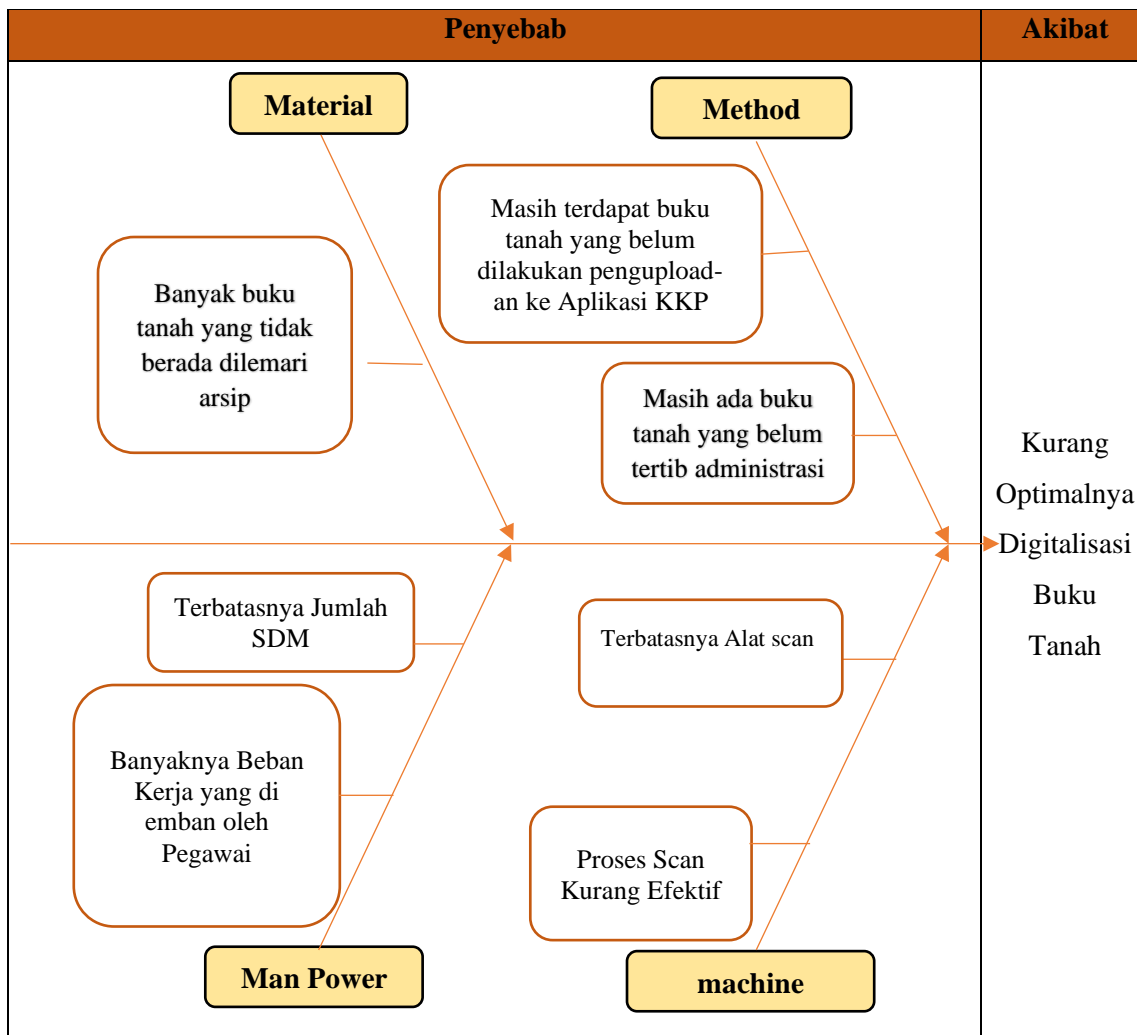 Penyebab
Akibat
Material
Method
Masih terdapat buku
tanah yang belum
dilakukan pengupload-
an ke Aplikasi KKP
Banyak buku
tanah yang tidak
berada dilemari
arsip
Masih ada buku
tanah yang belum
tertib administrasi
Kurang
Optimalnya
Digitalisasi
Buku
Tanah
Terbatasnya Jumlah
SDM
Terbatasnya Alat scan
Banyaknya Beban
Kerja yang di
emban oleh
Pegawai
Proses Scan
Kurang Efektif
Man Power
machine